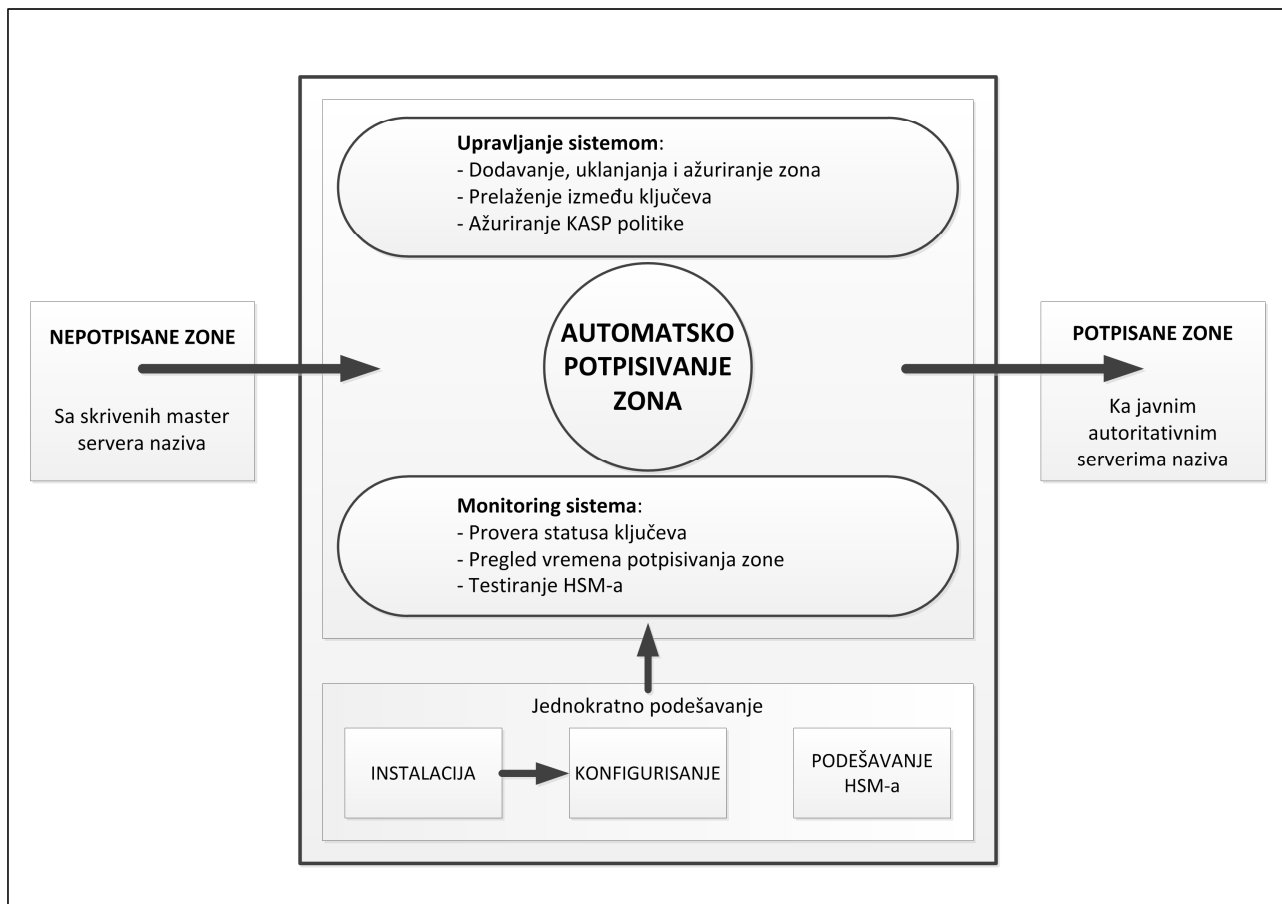 Upravljanje sistemom:
- Dodavanje, uklanjanja i ažuriranje zona
- Prelaženje između ključeva
- Ažuriranje KASP politike
NEPOTPISANE ZONE
Sa skrivenih master
servera naziva
AUTOMATSKO
POTPISIVANJE
ZONA
POTPISANE ZONE
Ka javnim
autoritativnim
serverima naziva
Monitoring sistema:
- Provera statusa ključeva
- Pregled vremena potpisivanja zone
- Testiranje HSM-a
Jednokratno podešavanje
INSTALACIJA
KONFIGURISANJE
PODEŠAVANJE
HSM-a